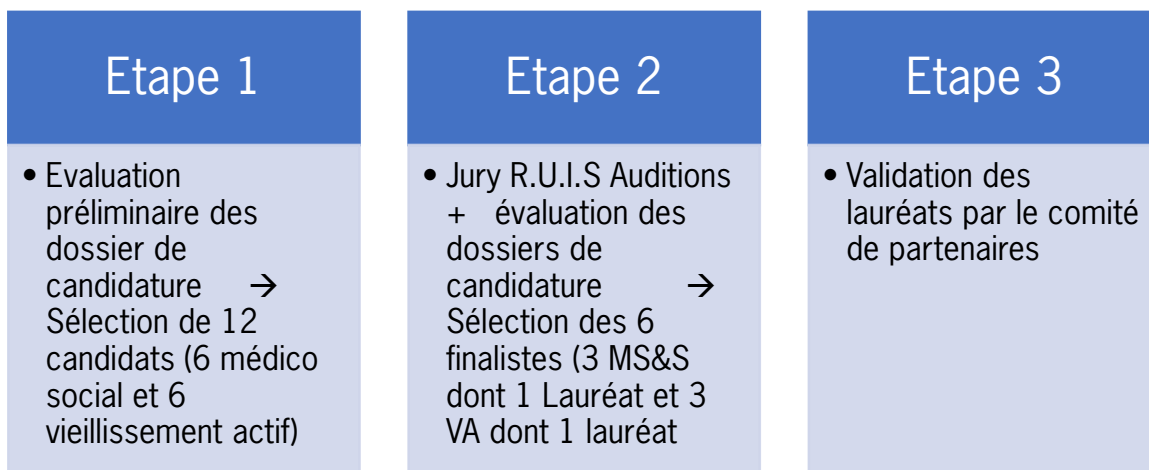 Etape 1
• Evaluation
préliminaire des
dossier de
candidature →
Sélection de 12
candidats (6 médico
social et 6
vieillissement actif)
Etape 2
• Jury R.U.I.S Auditions
+ évaluation des
dossiers de
candidature →
Sélection des 6
finalistes (3 MS&S
dont 1 Lauréat et 3
VA dont 1 lauréat
Etape 3
• Validation des
lauréats par le comité
de partenaires